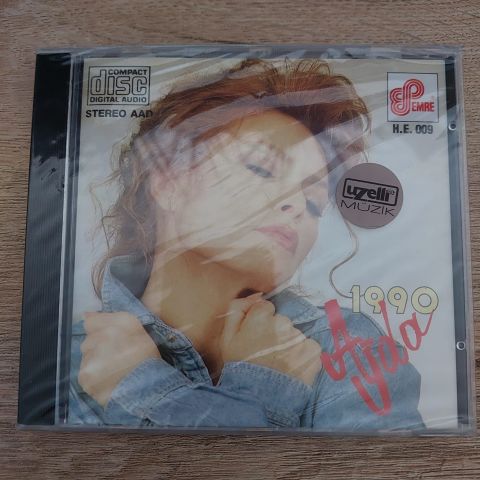 COMPACT
disc
DIGITAL AUDIO
STEREO AAD
EMRE
H.E. 009
uzelli
MÜZİK
1990
Ajda